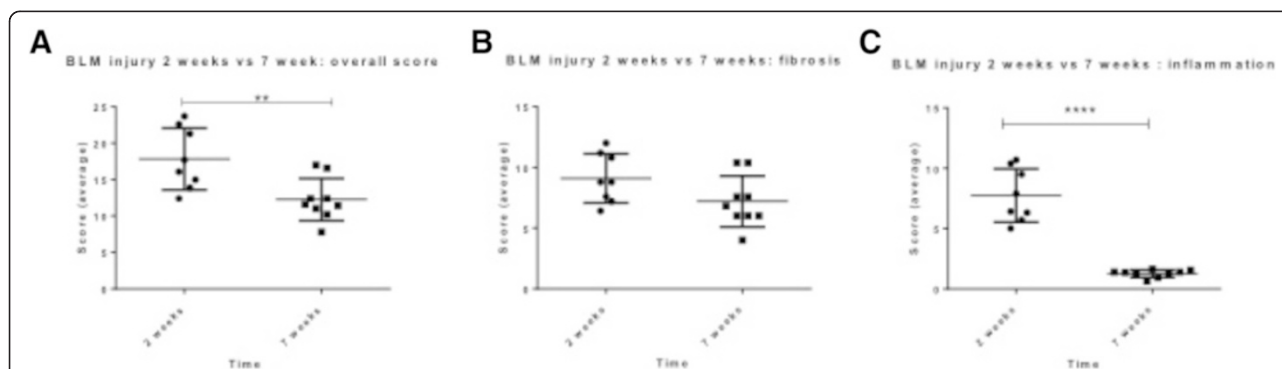 A
BLM injury 2 weeks vs 7 week: overall score
**
25
20
15
10
5
0
Score (average)
2 weeks
7 weeks
Time
B
BLM injury 2 weeks vs 7 weeks: fibrosis
15
10
5
0
Score (average)
2 weeks
7 weeks
Time
C
BLM injury 2 weeks vs 7 weeks : inflammation
****
15
10
5
0
Score (average)
2 weeks
7 weeks
Time